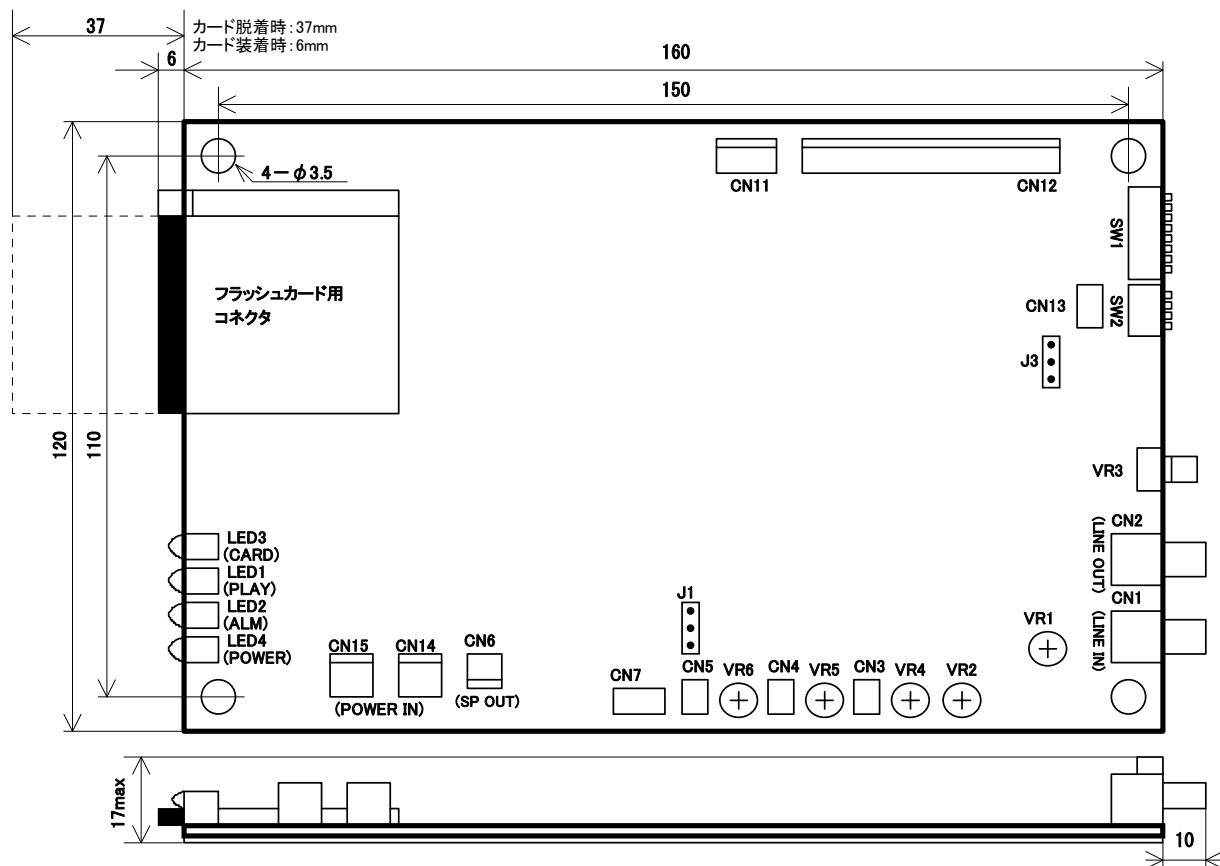 37
カード脱着時:37mm
カード装着時:6mm
6
160
150
4-φ3.5
CN11
CN12
SW1
フラッシュカード用
コネクタ
CN13
SW2
J3
120
110
VR3
CN2
(LINE OUT)
LED3
(CARD)
LED1
(PLAY)
LED2
(ALM)
LED4
(POWER)
J1
CN1
(LINE IN)
VR1
CN15
CN14
(POWER IN)
CN6
(SP OUT)
CN7
CN5
VR6
CN4
VR5
CN3
VR4
VR2
17max
10